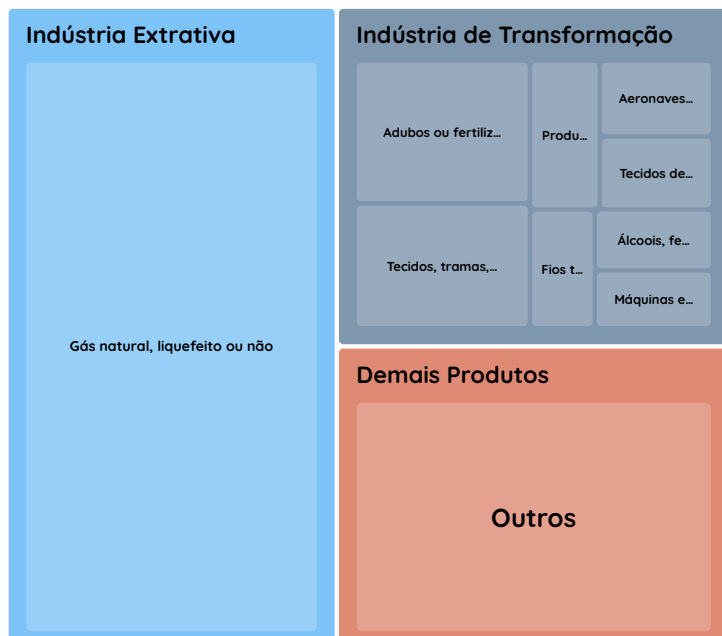 Indústria Extrativa
Gás natural, liquefeito ou não
Indústria de Transformação
Adubos ou fertiliz...
Tecidos, tramas,...
Produ...
Fios t...
Aeronaves...
Tecidos de...
Álcoois, fe...
Máquinas e...
Demais Produtos
Outros